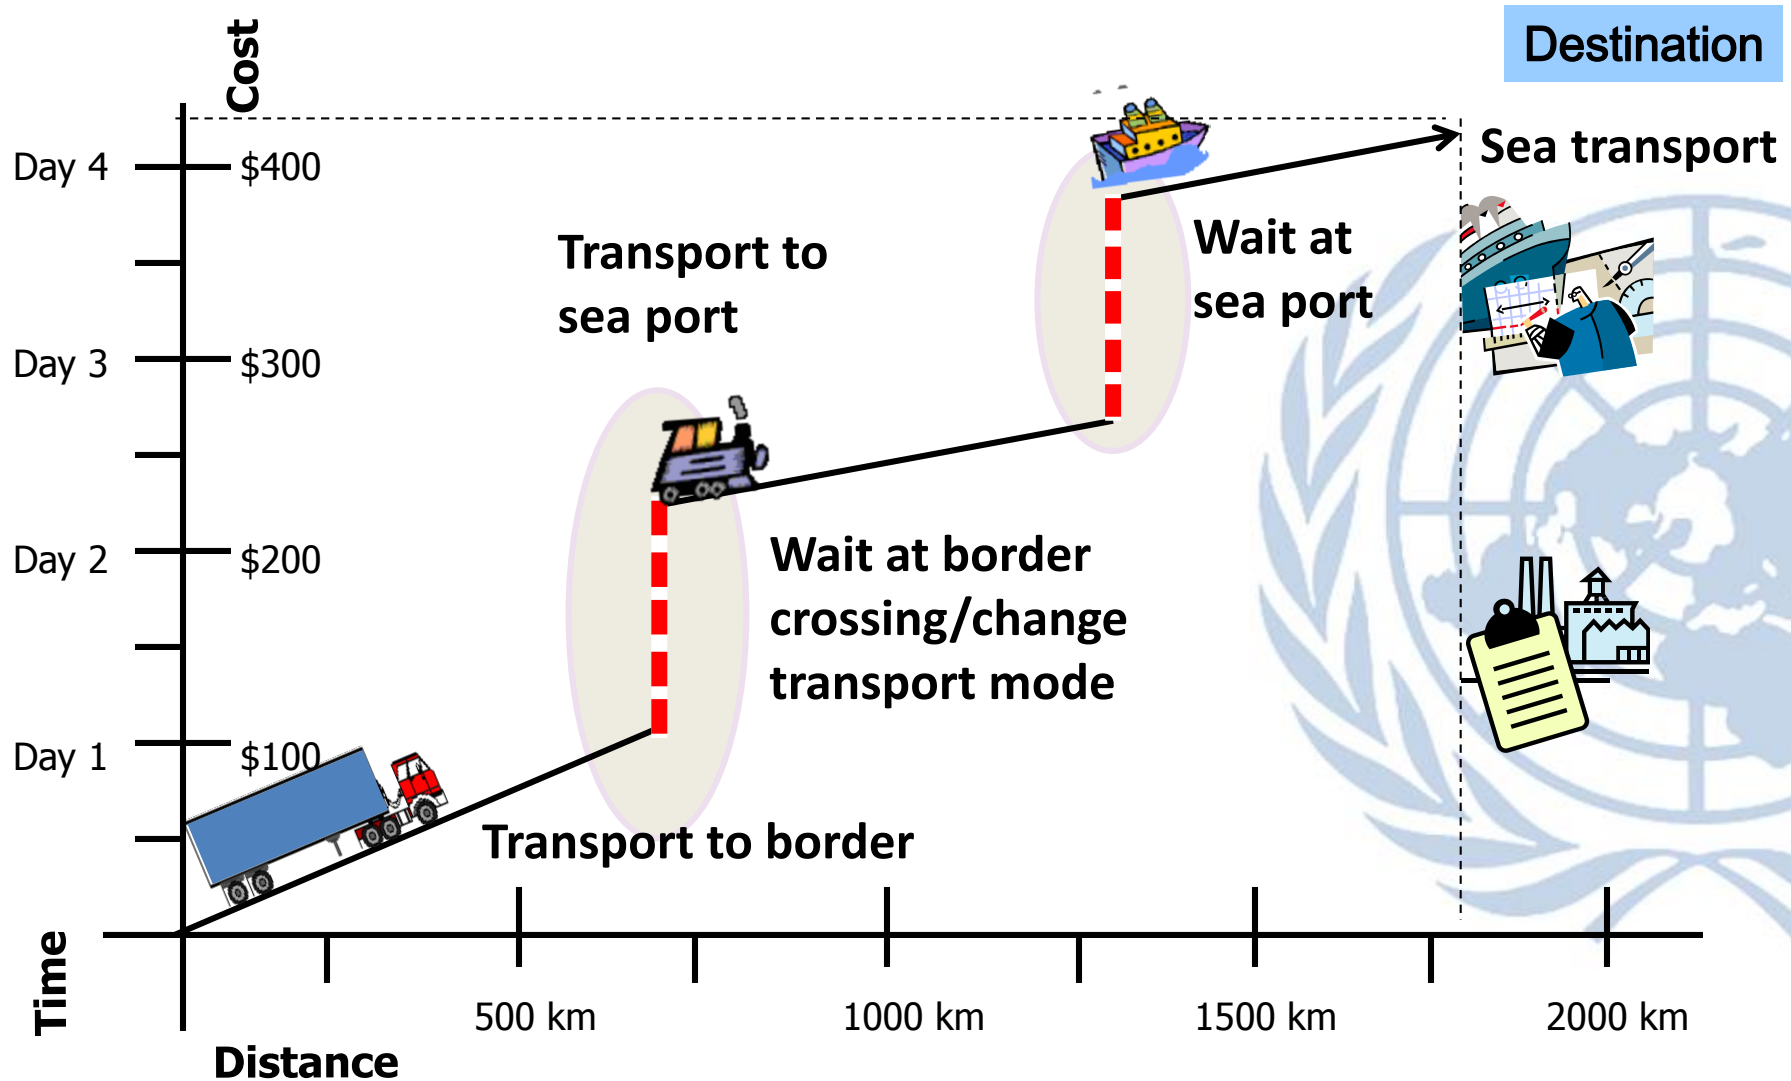 Cost
Destination
Day 4
$400
Sea transport
Transport to
sea port
Wait at
sea port
Day 3
$300
Day 2
$200
Wait at border
crossing/change
transport mode
Day 1
$100
Transport to border
Time
500 km
1000 km
1500 km
2000 km
Distance